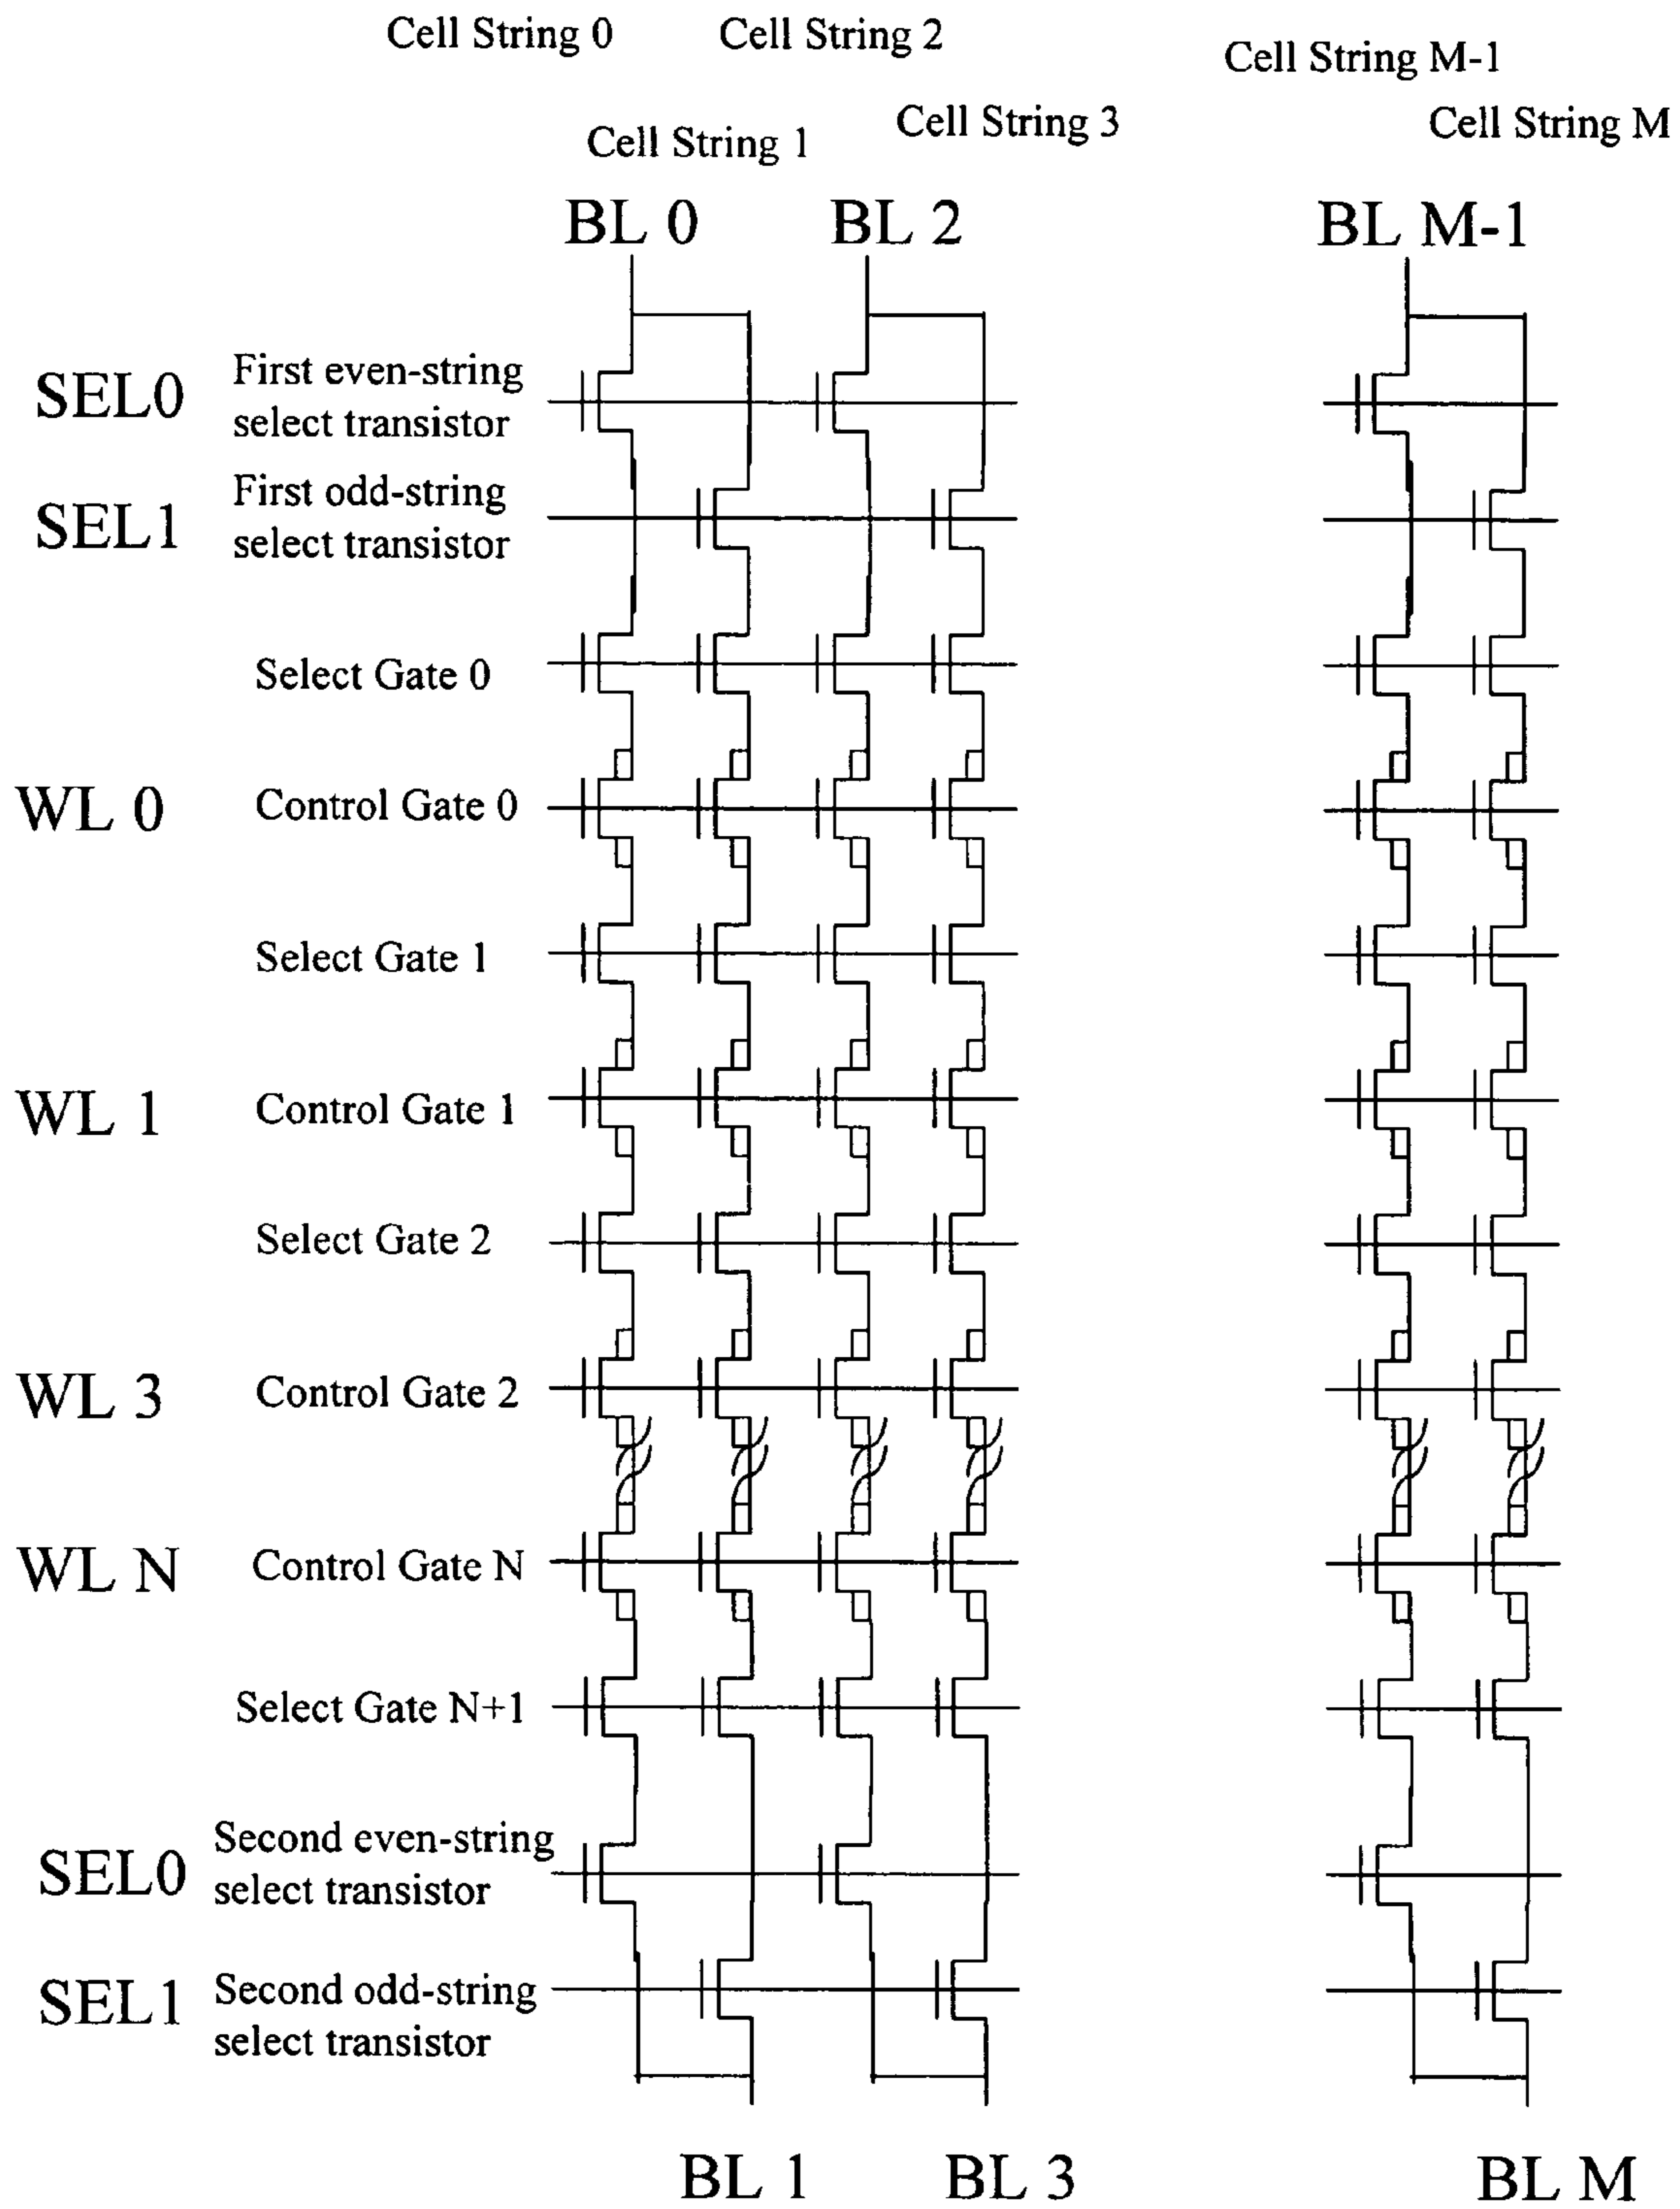 Cell String 0
Cell String 2
Cell String M-1
Cell String 1
Cell String 3
Cell String M
BL 0
BL 2
BL M-1
SEL0
First even-string
select transistor
SEL1
First odd-string
select transistor
Select Gate 0
WL 0
Control Gate 0
Select Gate 1
WL 1
Control Gate 1
Select Gate 2
WL 3
Control Gate 2
WL N
Control Gate N
Select Gate N+1
SEL0
Second even-string
select transistor
SEL1
Second odd-string
select transistor
BL 1
BL 3
BL M